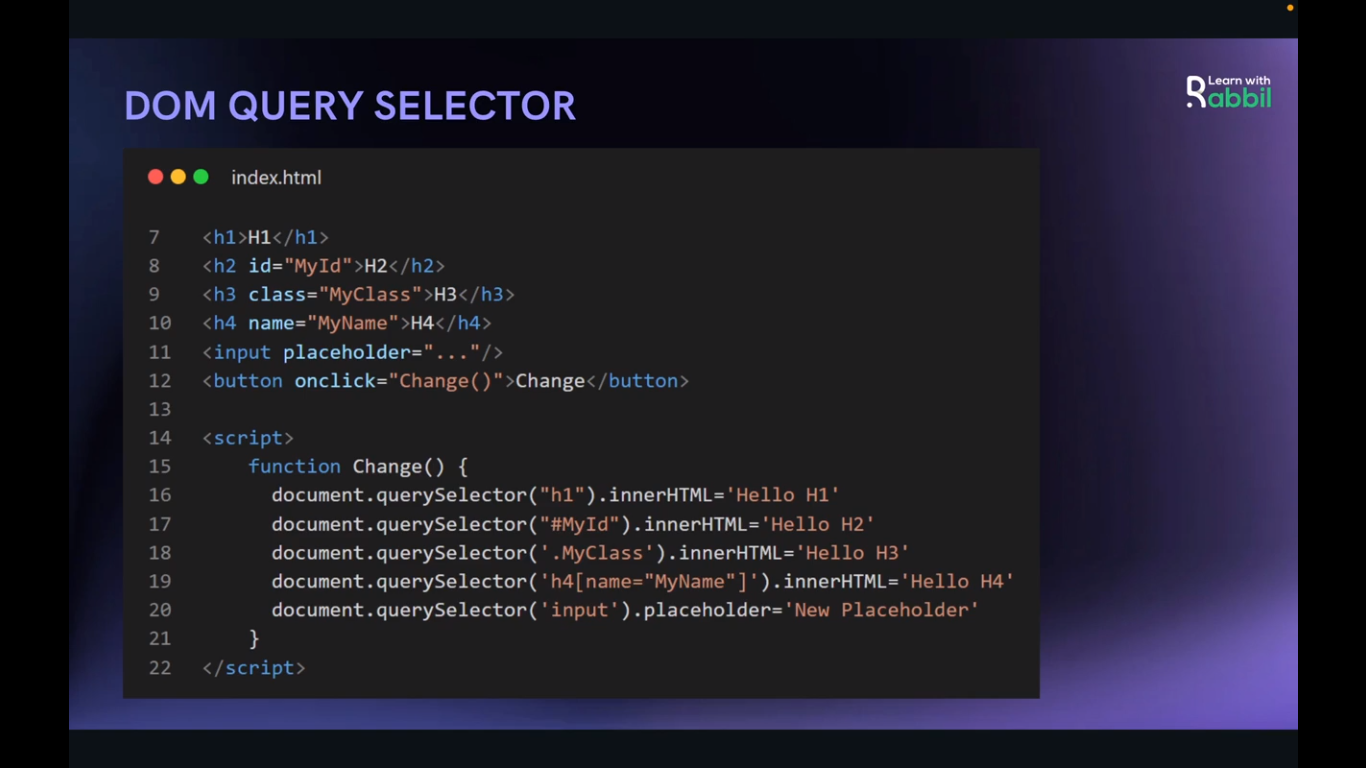 DOM QUERY SELECTOR
Learn with
Rabbil
index.html
7 <h1>H1</h1>
8 <h2 id="MyId">H2</h2>
9 <h3 class="MyClass">H3</h3>
10 <h4 name="MyName">H4</h4>
11 <input placeholder="..."/>
12 <button onclick="Change()">Change</button>
13
14 <script>
15     function Change() {
16       document.querySelector("h1").innerHTML='Hello H1'
17       document.querySelector("#MyId").innerHTML='Hello H2'
18       document.querySelector('.MyClass').innerHTML='Hello H3'
19       document.querySelector('h4[name="MyName"]').innerHTML='Hello H4'
20       document.querySelector('input').placeholder='New Placeholder'
21     }
22 </script>